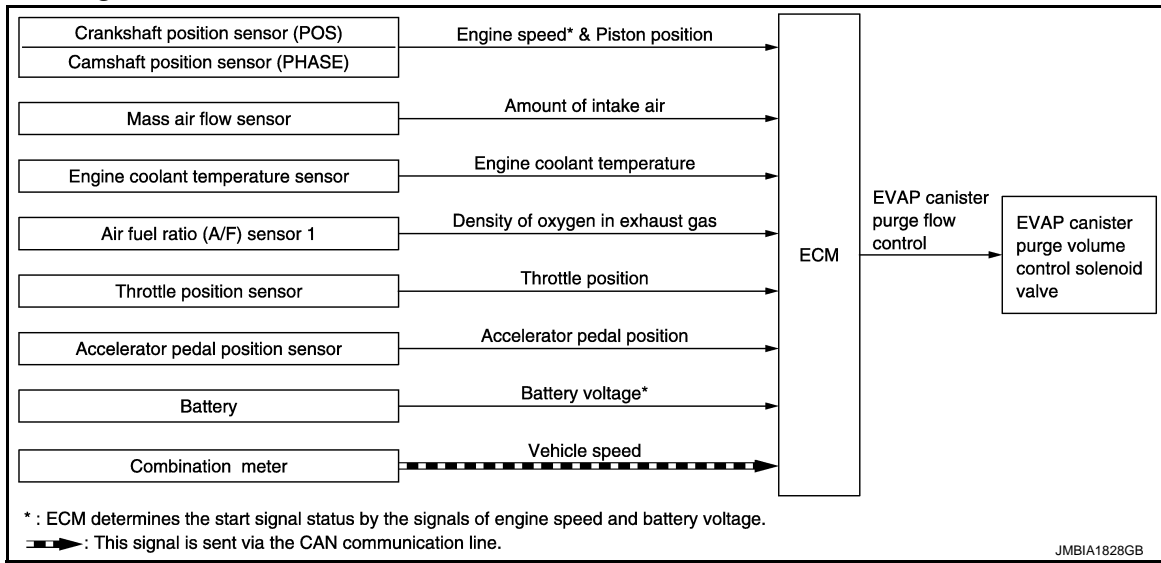 Crankshaft position sensor (POS)
Camshaft position sensor (PHASE)
Engine speed* & Piston position
Mass air flow sensor
Amount of intake air
Engine coolant temperature sensor
Engine coolant temperature
Air fuel ratio (A/F) sensor 1
Density of oxygen in exhaust gas
Throttle position sensor
Throttle position
Accelerator pedal position sensor
Accelerator pedal position
Battery
Battery voltage*
Combination meter
Vehicle speed
ECM
EVAP canister
purge flow
control
EVAP canister
purge volume
control solenoid
valve
* : ECM determines the start signal status by the signals of engine speed and battery voltage.
: This signal is sent via the CAN communication line.
JMBIA1828GB